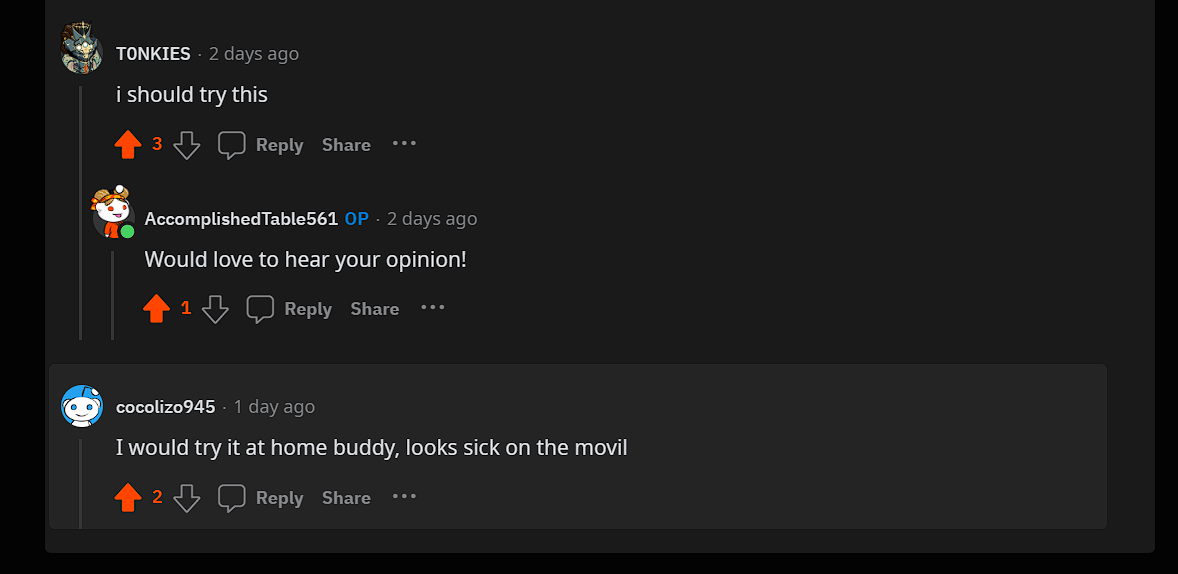 T0NKIES · 2 days ago
i should try this
3 Reply Share ···
AccomplishedTable561 OP · 2 days ago
Would love to hear your opinion!
1 Reply Share ···
cocolizo945 · 1 day ago
I would try it at home buddy, looks sick on the movil
2 Reply Share ···